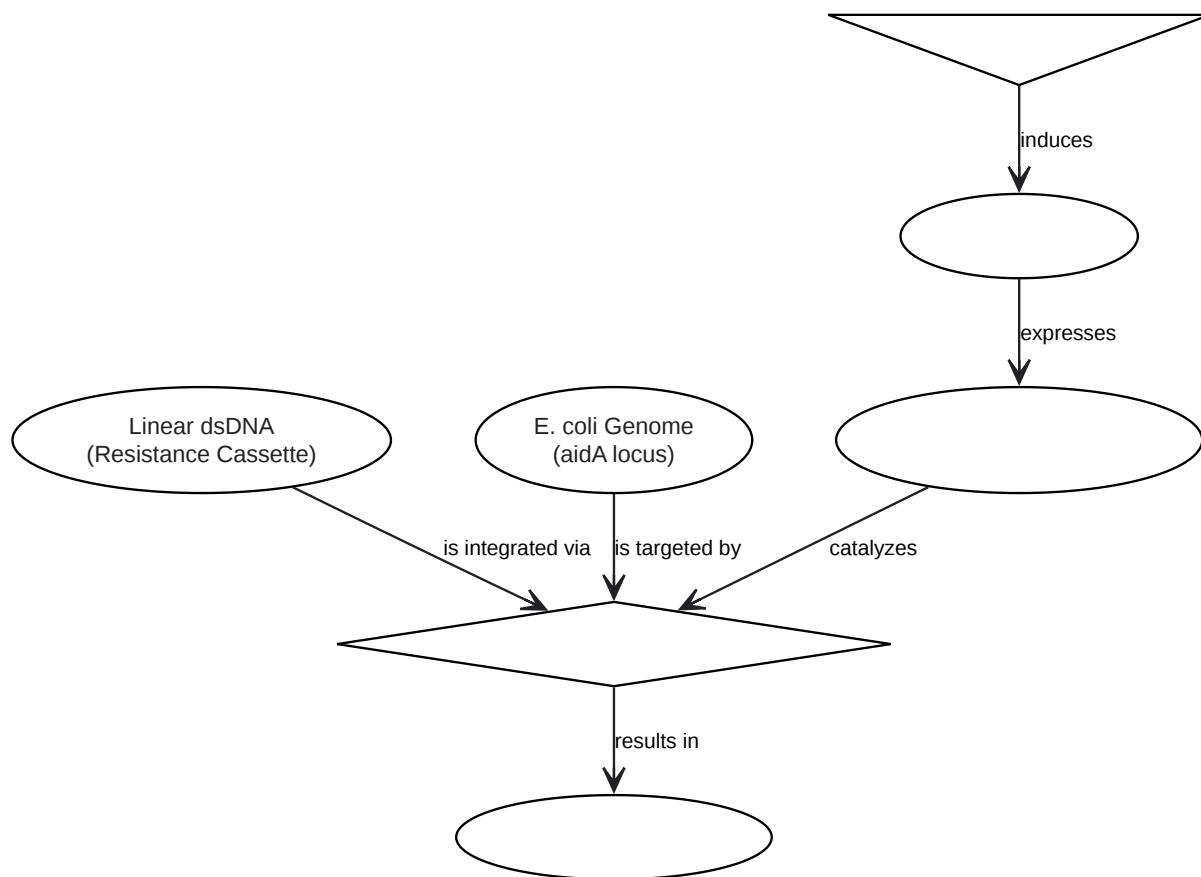 induces
expresses
Linear dsDNA
(Resistance Cassette)
E. coli Genome
(aidA locus)
is integrated via
is targeted by
catalyzes
results in